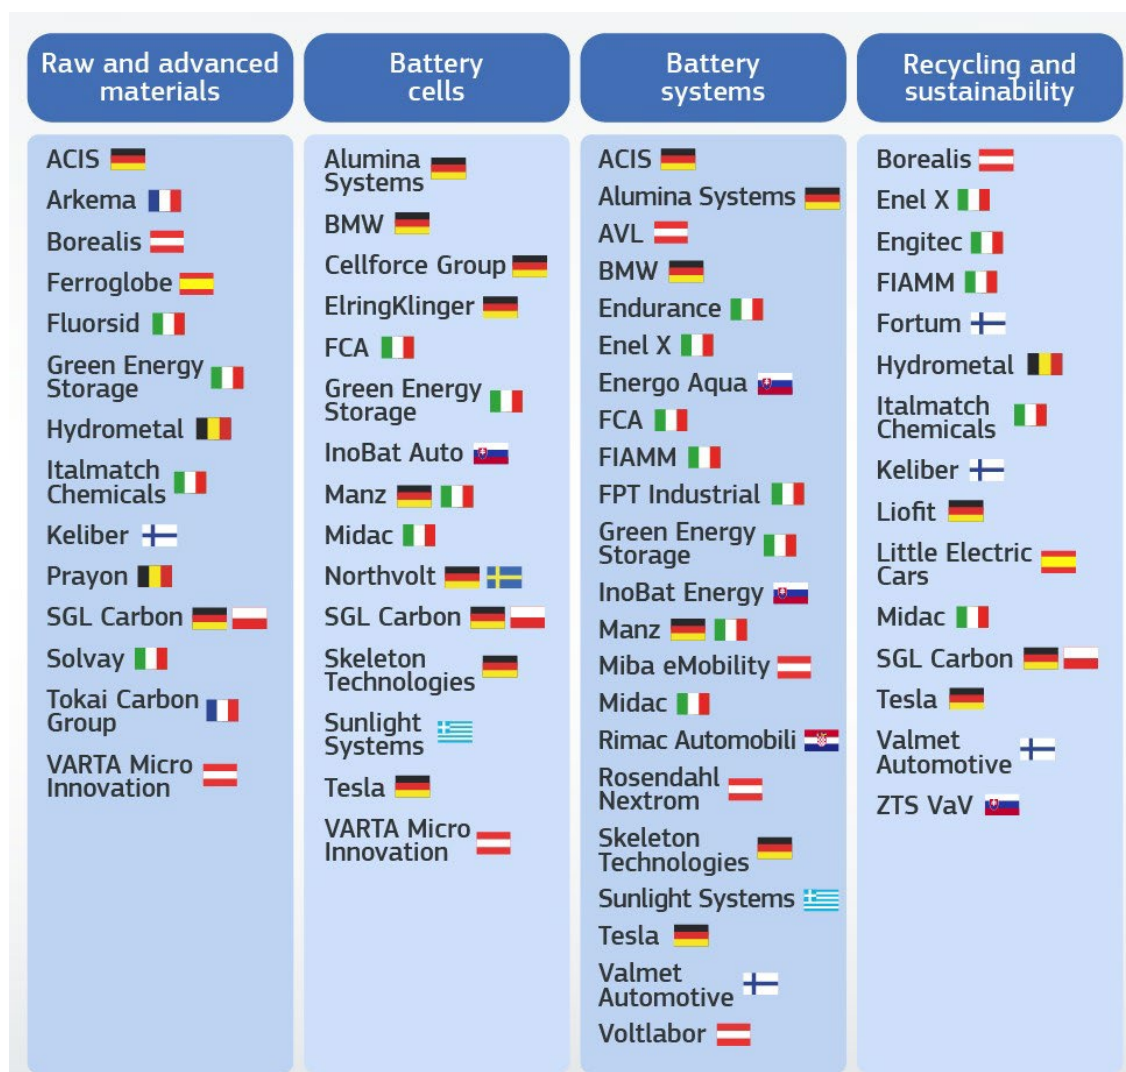 Raw and advanced
materials
ACIS
Arkema
Borealis
Ferroglobe
Fluorsid
Green Energy
Storage
Hydrometal
Italmatch
Chemicals
Keliber
Prayon
SGL Carbon
Solvay
Tokai Carbon
Group
VARTA Micro
Innovation
Battery
cells
Alumina
Systems
BMW
Cellforce Group
ElringKlinger
FCA
Green Energy
Storage
InoBat Auto
Manz
Midac
Northvolt
SGL Carbon
Skeleton
Technologies
Sunlight
Systems
Tesla
VARTA Micro
Innovation
Battery
systems
ACIS
Alumina Systems
AVL
BMW
Endurance
Enel X
Energo Aqua
FCA
FIAMM
FPT Industrial
Green Energy
Storage
InoBat Energy
Manz
Miba eMobility
Midac
Rimac Automobili
Rosendahl
Nextrom
Skeleton
Technologies
Sunlight Systems
Tesla
Valmet
Automotive
Voltlabor
Recycling and
sustainability
Borealis
Enel X
Engitec
FIAMM
Fortum
Hydrometal
Italmatch
Chemicals
Keliber
Liofit
Little Electric
Cars
Midac
SGL Carbon
Tesla
Valmet
Automotive
ZTS VaV